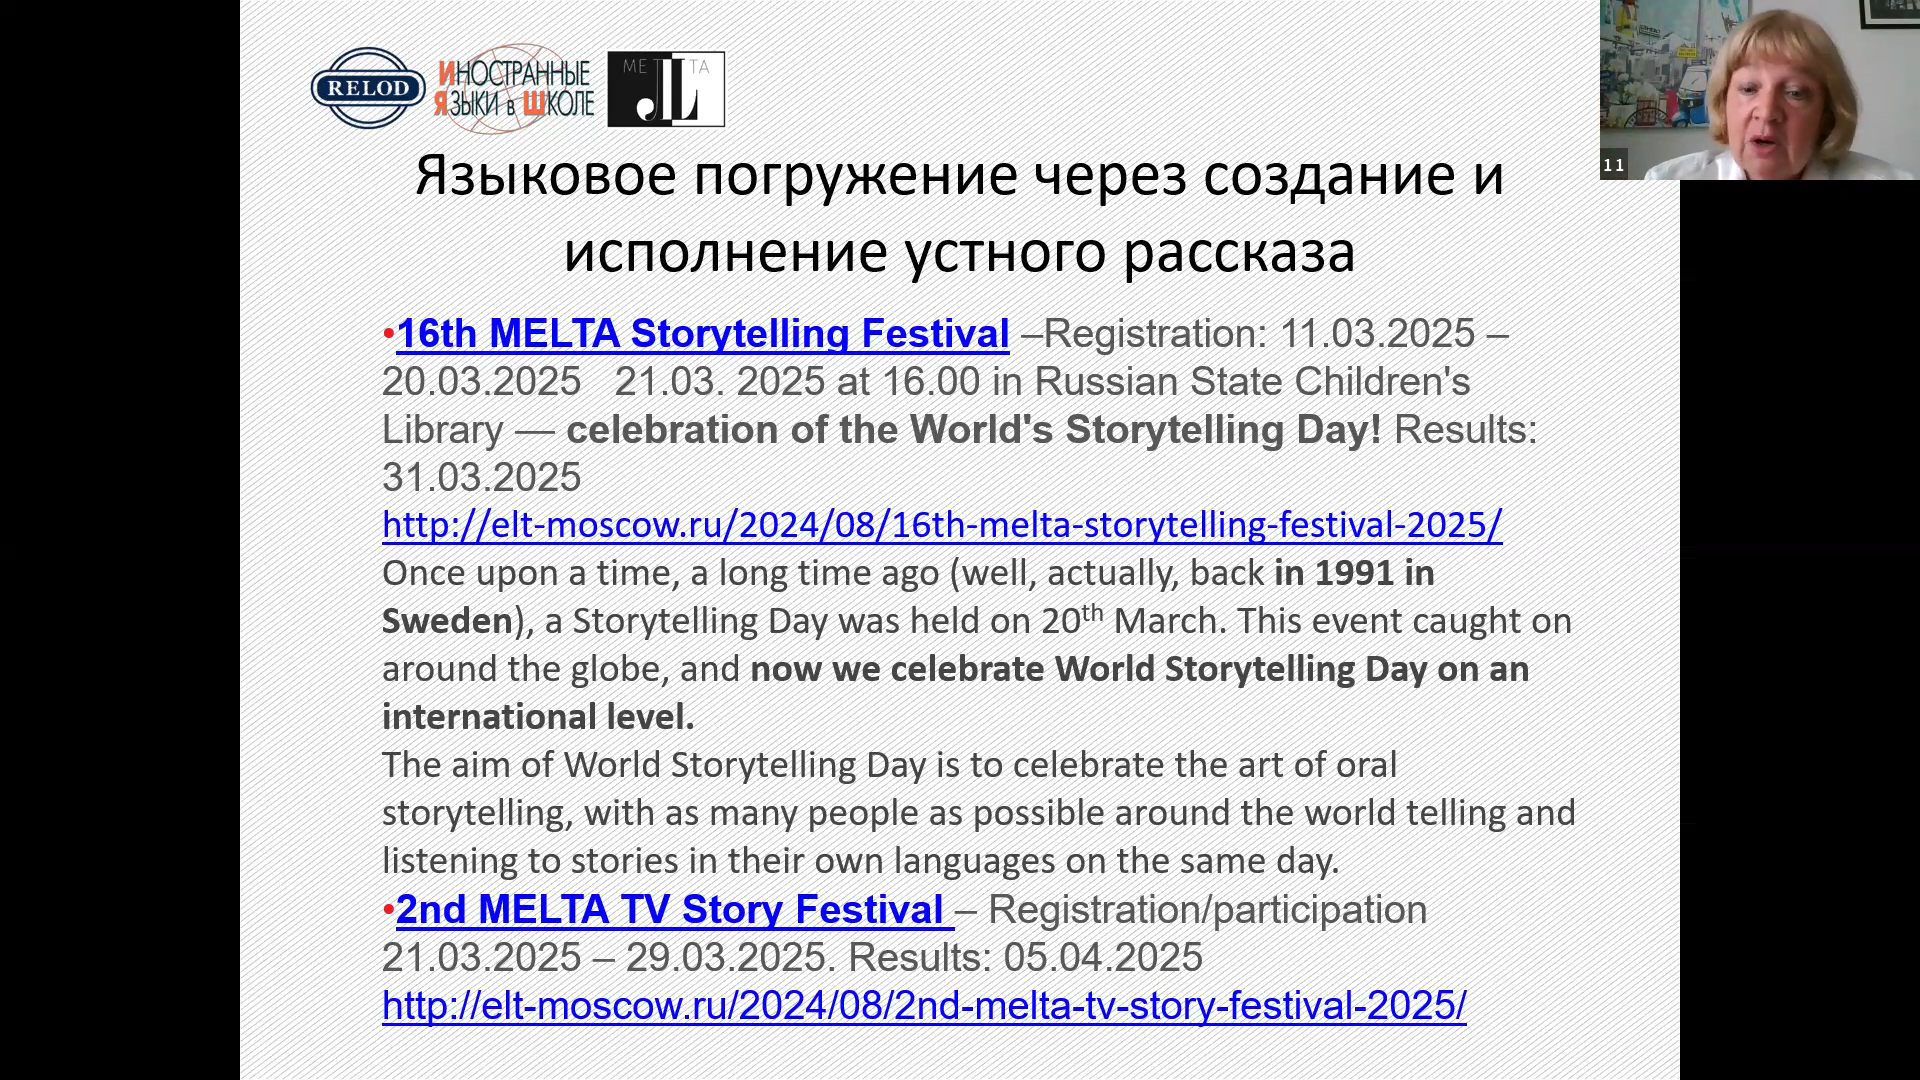 RELOD
ИНОСТРАННЫЕ
ЯЗЫКИ в ШКОЛЕ
ME TA
JL
11
Языковое погружение через создание и
исполнение устного рассказа
•16th MELTA Storytelling Festival –Registration: 11.03.2025 –
20.03.2025 21.03. 2025 at 16.00 in Russian State Children's
Library — celebration of the World's Storytelling Day! Results:
31.03.2025
http://elt-moscow.ru/2024/08/16th-melta-storytelling-festival-2025/
Once upon a time, a long time ago (well, actually, back in 1991 in
Sweden), a Storytelling Day was held on 20th March. This event caught on
around the globe, and now we celebrate World Storytelling Day on an
international level.
The aim of World Storytelling Day is to celebrate the art of oral
storytelling, with as many people as possible around the world telling and
listening to stories in their own languages on the same day.
•2nd MELTA TV Story Festival – Registration/participation
21.03.2025 – 29.03.2025. Results: 05.04.2025
http://elt-moscow.ru/2024/08/2nd-melta-tv-story-festival-2025/